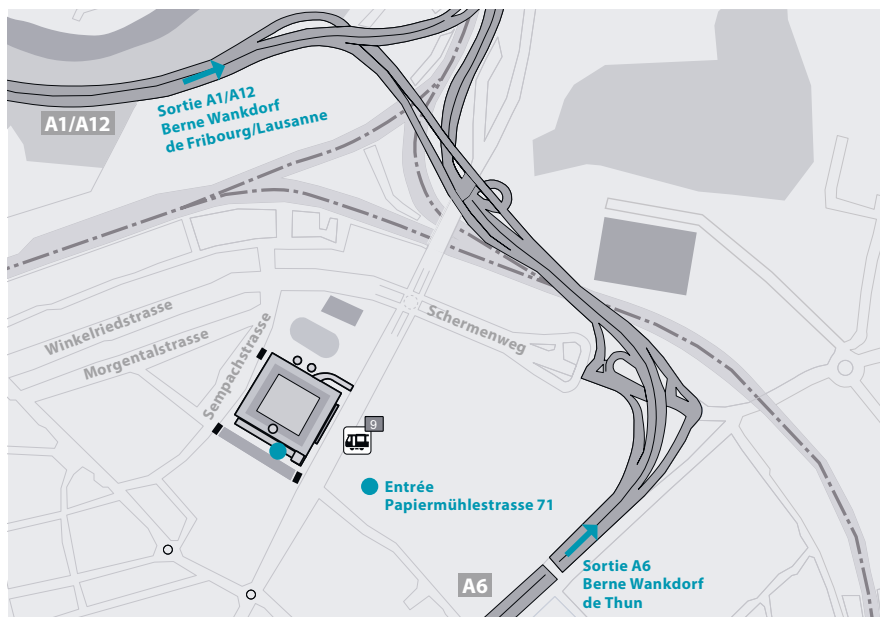 A1/A12
Sortie A1/A12
Berne Wankdorf
de Fribourg/Lausanne
Winkelriedstrasse
Morgentalstrasse
Sempachstrasse
Schermenweg
9
Entrée
Papiermühlestrasse 71
A6
Sortie A6
Berne Wankdorf
de Thun